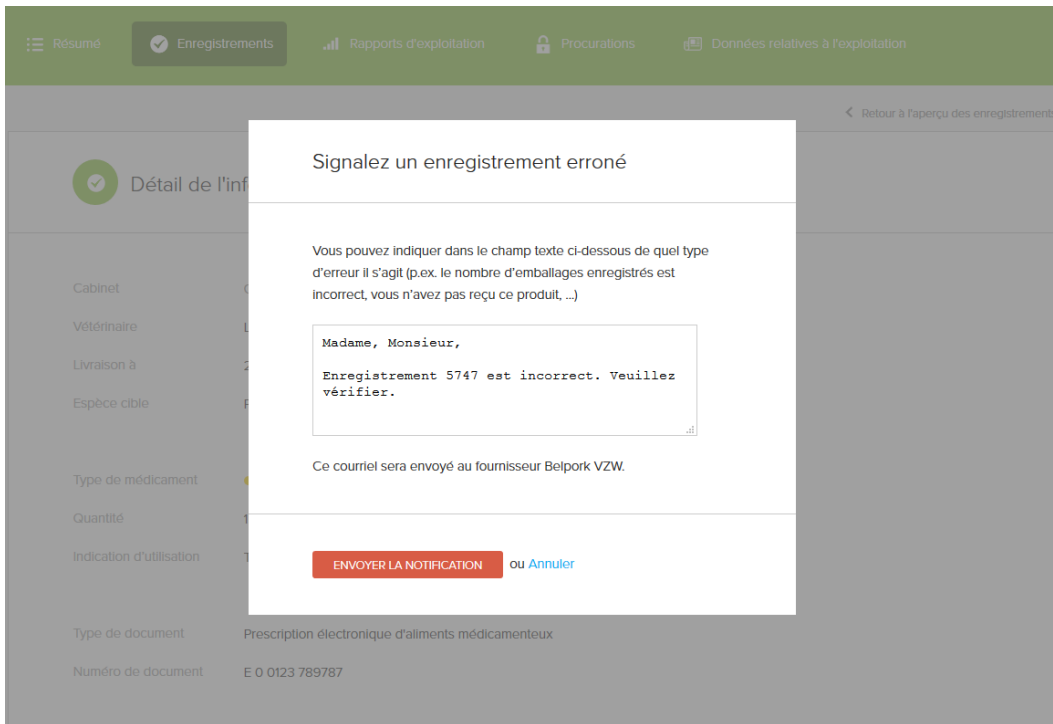 Résumé
Enregistrements
Rapports d'exploitation
Procurations
Données relatives à l'exploitation
Retour à l'aperçu des enregistrements
Signalez un enregistrement erroné
Détail de l'inf
Vous pouvez indiquer dans le champ texte ci-dessous de quel type
d'erreur il s'agit (p.ex. le nombre d'emballages enregistrés est
incorrect, vous n'avez pas reçu ce produit, ...)
Madame, Monsieur,
Enregistrement 5747 est incorrect. Veuillez
vérifier.
Ce courriel sera envoyé au fournisseur Belpork VZW.
ENVOYER LA NOTIFICATION ou Annuler
Cabinet
Vétérinaire
Livraison à
Espèce cible
Type de médicament
Quantité
Indication d'utilisation
Type de document Prescription électronique d'aliments médicamenteux
Numéro de document E 0 0123 789787